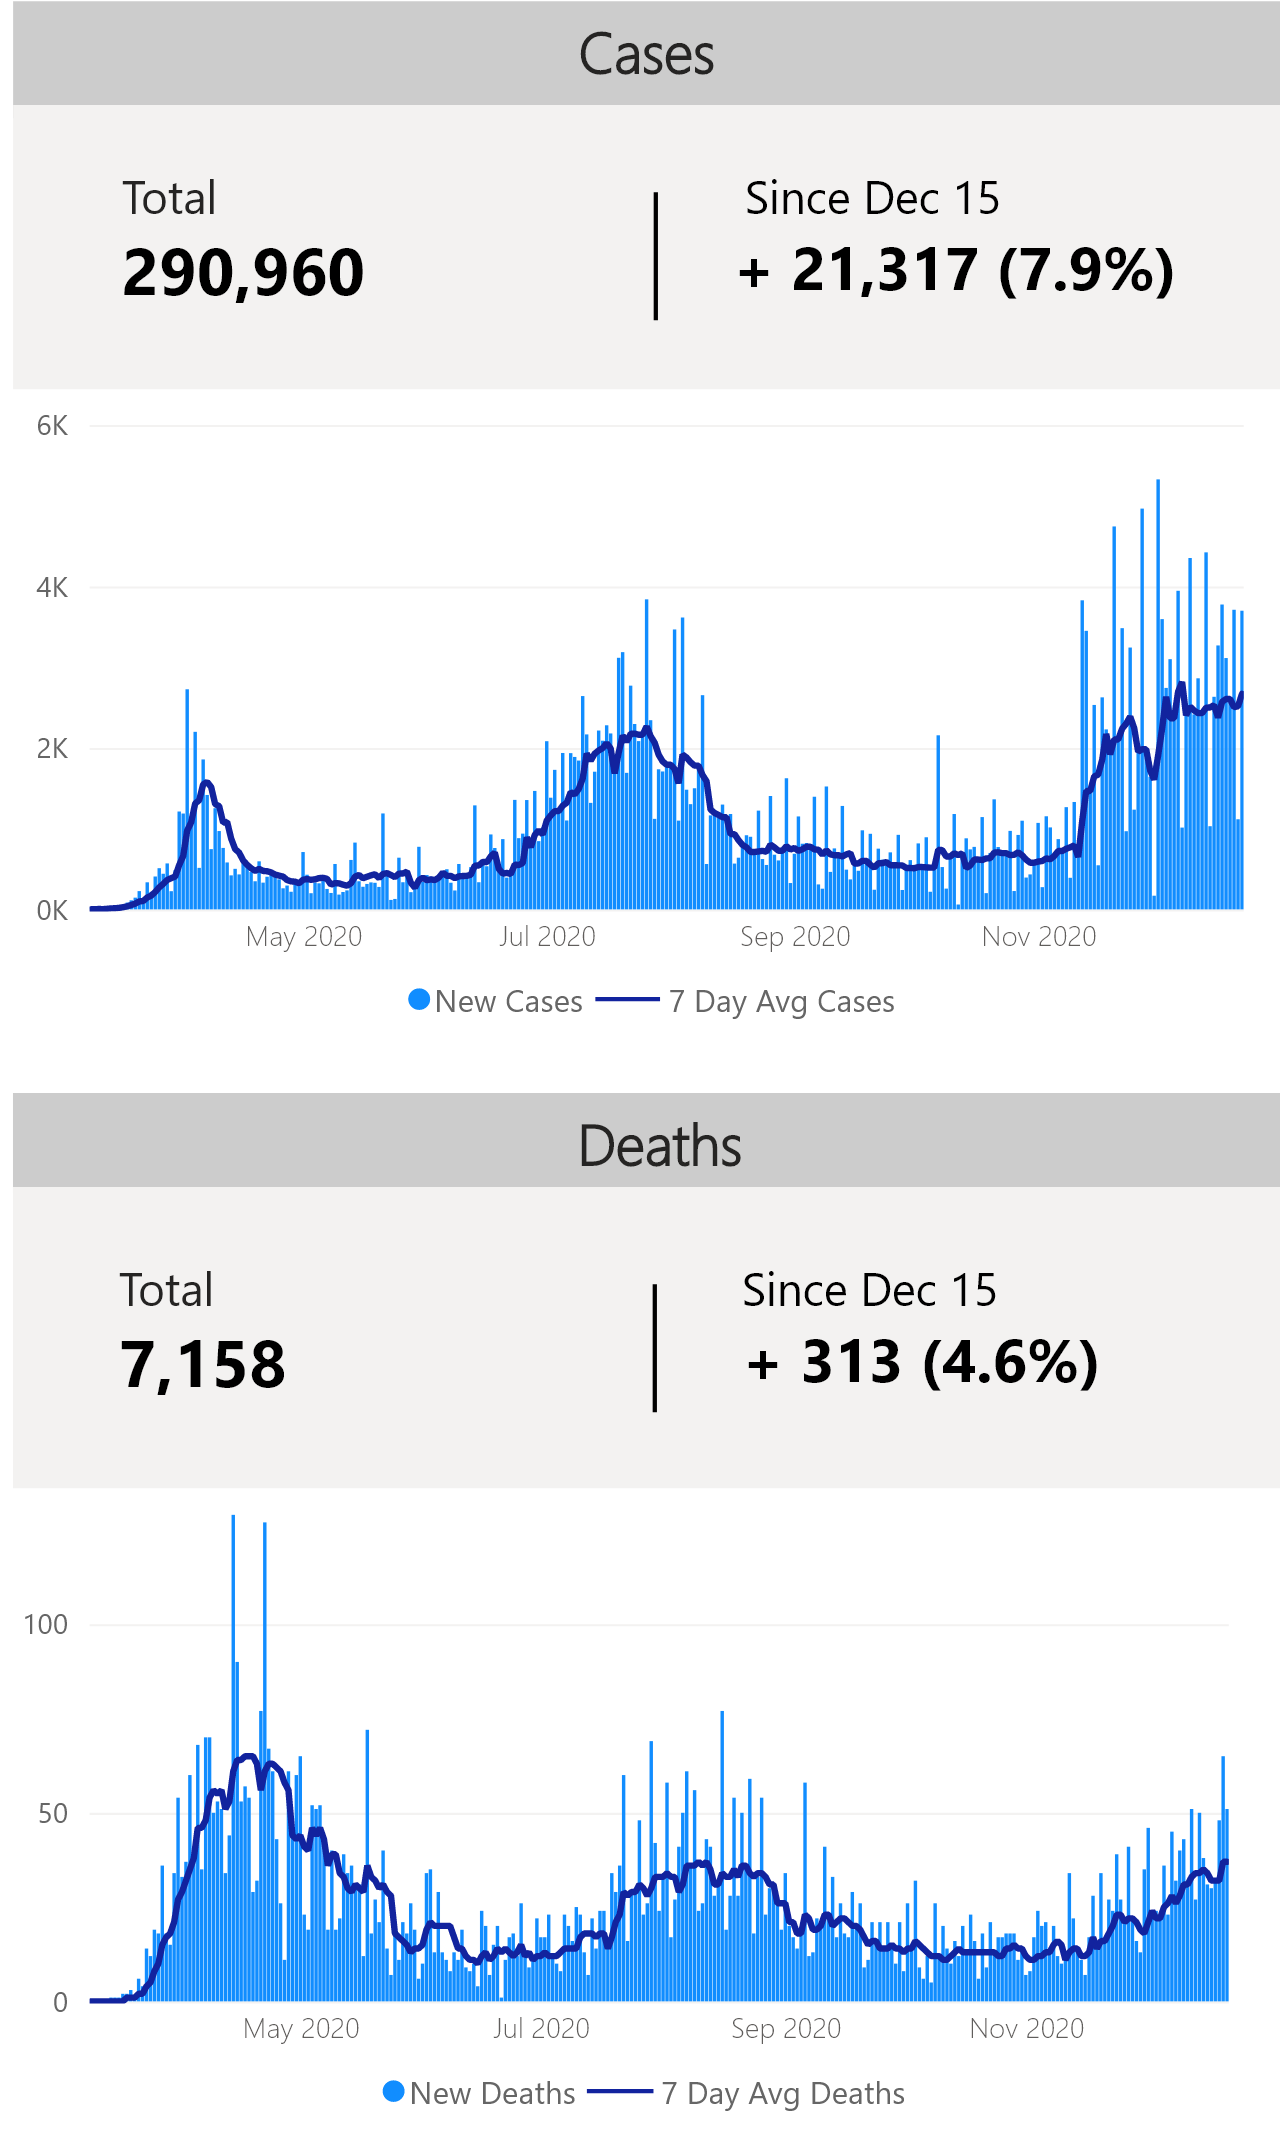 Cases
Total
Since Dec 15
290,960
+ 21,317 (7.9%)
6K
4K
2K
0K
May 2020
Jul 2020
Sep 2020
Nov 2020
New Cases
7 Day Avg Cases
Deaths
Total
Since Dec 15
7,158
+ 313 (4.6%)
100
50
0
May 2020
Jul 2020
Sep 2020
Nov 2020
New Deaths
7 Day Avg Deaths